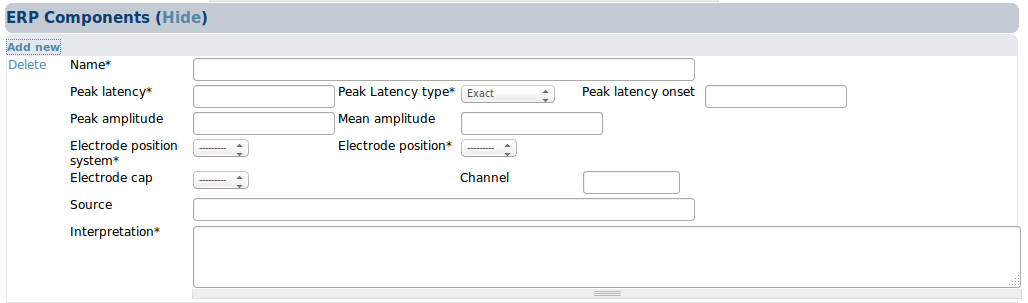 ERP Components (Hide)
Add new
Delete Name*
Peak latency* Peak Latency type* Exact Peak latency onset
Peak amplitude Mean amplitude
Electrode position system* --------- Electrode position* ---------
Electrode cap --------- Channel
Source
Interpretation*